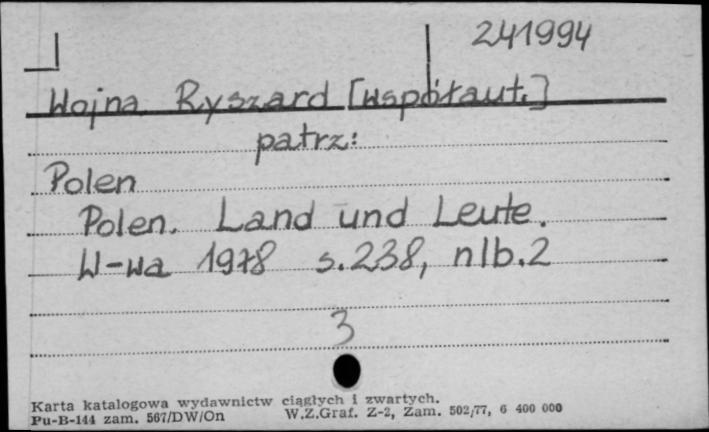 241994
Wojna Ryszard [współaut.]
patrz:
Polen
Polen. Land und Leute.
W-wa 1978 s.238, nlb.2
3
Karta katalogowa wydawnictw ciągłych i zwartych.
Pu-B-144 zam. 567/DW/On W.Z.Graf. Z-2, Zam. 502/77, 6 400 000